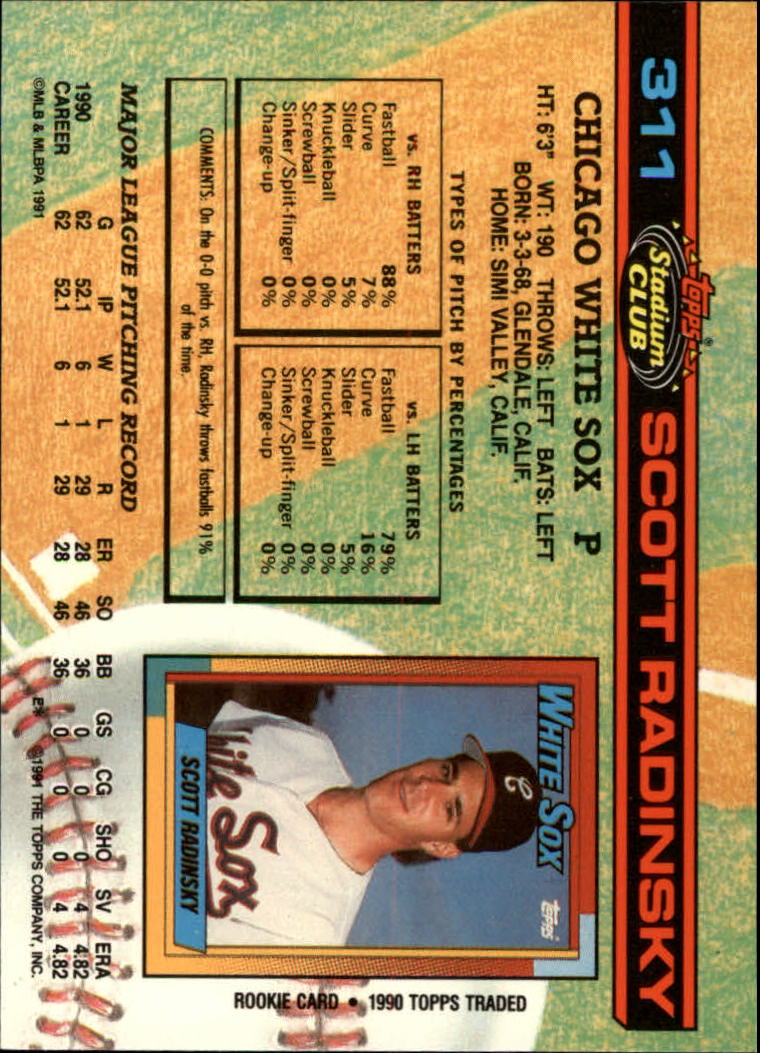 311 topps® Stadium CLUB SCOTT RADINSKY
CHICAGO WHITE SOX P
HT: 6'3" WT: 190 THROWS: LEFT BATS: LEFT
BORN: 3-3-68, GLENDALE, CALIF.
HOME: SIMI VALLEY, CALIF.
TYPES OF PITCH BY PERCENTAGES
vs. RH BATTERS
Fastball 88%
Curve 7%
Slider 5%
Knuckleball 0%
Screwball 0%
Sinker/Split-finger 0%
Change-up 0%
vs. LH BATTERS
Fastball 79%
Curve 16%
Slider 5%
Knuckleball 0%
Screwball 0%
Sinker/Split-finger 0%
Change-up 0%
COMMENTS: On the 0-0 pitch vs. RH, Radinsky throws fastballs 91%
of the time.
WHITE SOX topps®
C
White Sox
SCOTT RADINSKY
ROOKIE CARD • 1990 TOPPS TRADED
MAJOR LEAGUE PITCHING RECORD
G IP W L R ER SO BB GS CG SHO SV ERA
1990 62 52.1 6 1 29 28 46 36 0 0 0 4 4.82
CAREER 62 52.1 6 1 29 28 46 36 0 0 0 4 4.82
©MLB & MLBPA 1991 E* ©1991 THE TOPPS COMPANY, INC.